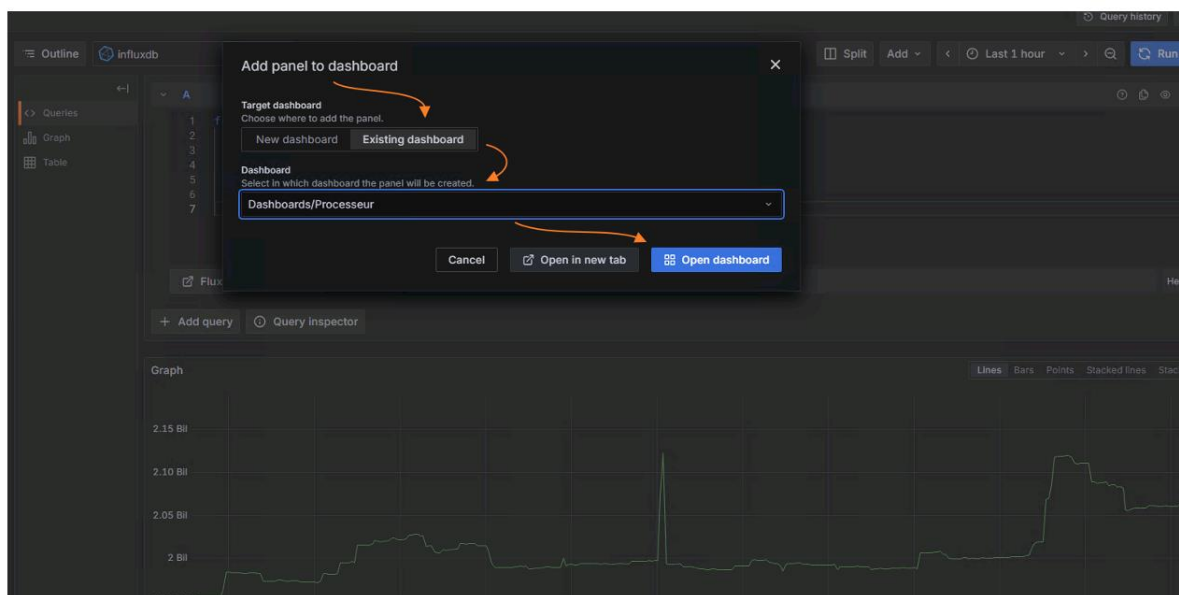 Query history
Outline
influxdb
Split
Add
Last 1 hour
Run
Add panel to dashboard
Target dashboard
Choose where to add the panel.
New dashboard
Existing dashboard
Dashboard
Select in which dashboard the panel will be created.
Dashboards/Processeur
Cancel
Open in new tab
Open dashboard
Queries
Graph
Table
A
1 f
2
3
4
5
6
7
Flux
He
+ Add query
Query inspector
Graph
Lines Bars Points Stacked lines Stac
2.15 Bil
2.10 Bil
2.05 Bil
2 Bil